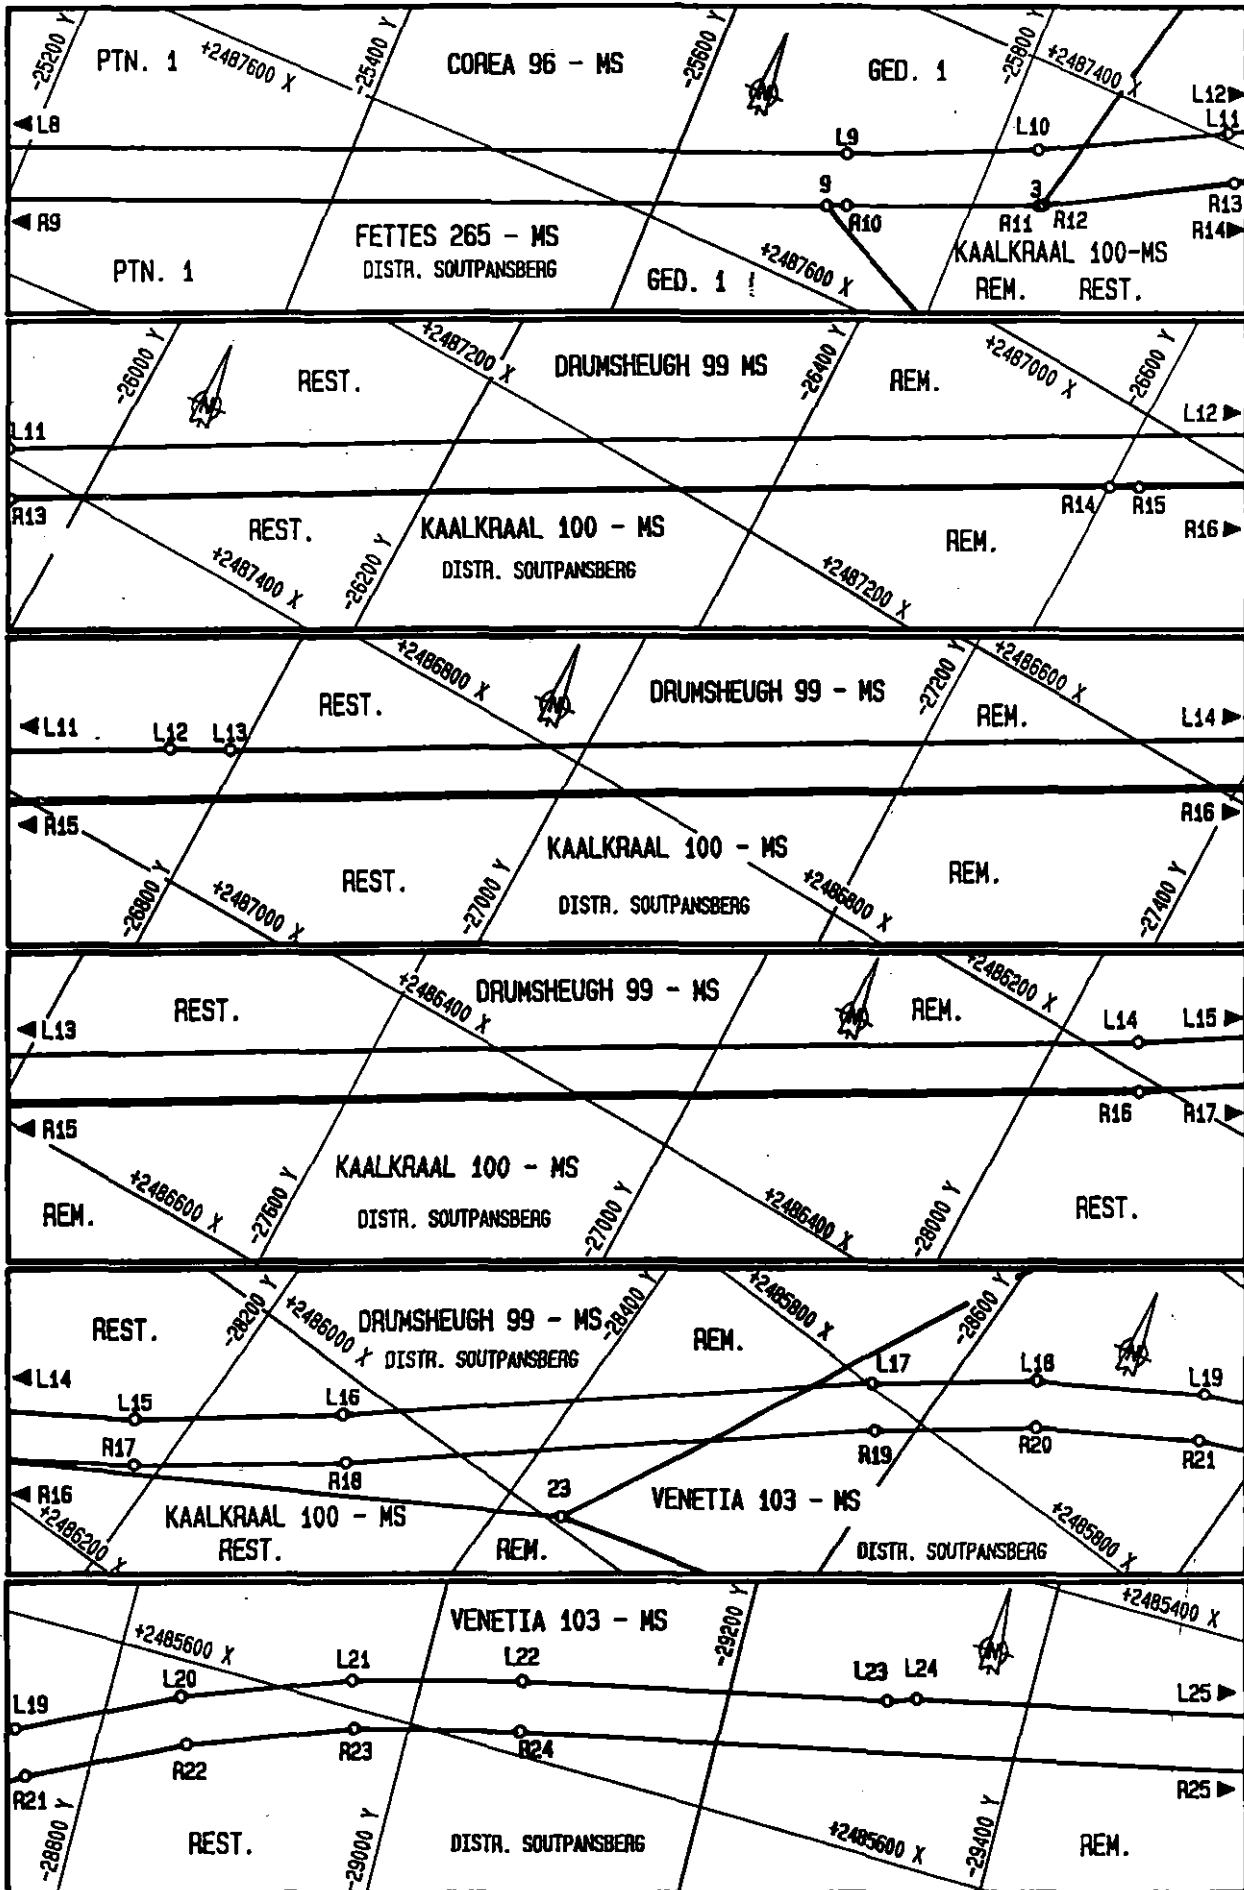 -25200 Y
PTN. 1
+2487600 X
-25400 Y
COREA 96 - MS
-25600 Y
N
GED. 1
-25800 Y
+2487400 X
L12
L8
L9
L10
L11
R9
9
R10
3
R11
R12
R13
R14
FETTES 265 - MS
DISTR. SOUTPANSBERG
PTN. 1
GED. 1
+2487600 X
KAALKRAAL 100-MS
REM.
REST.
-26000 Y
N
REST.
+2487200 X
DRUMSHEUGH 99 MS
-26400 Y
REM.
+2487000 X
-26600 Y
L11
L12
R13
R14
R15
R16
REST.
+2487400 X
-26200 Y
KAALKRAAL 100 - MS
DISTR. SOUTPANSBERG
+2487200 X
REM.
REST.
+2486800 X
N
DRUMSHEUGH 99 - MS
-27200 Y
REM.
+2486600 X
L11
L12
L13
L14
R15
R16
-26800 Y
+2487000 X
REST.
-27000 Y
KAALKRAAL 100 - MS
DISTR. SOUTPANSBERG
+2486800 X
REM.
-27400 Y
REST.
+2486400 X
DRUMSHEUGH 99 - MS
N
REM.
+2486200 X
L13
L14
L15
R15
R16
R17
REM.
+2486600 X
-27600 Y
KAALKRAAL 100 - MS
DISTR. SOUTPANSBERG
-27000 Y
+2486400 X
-28000 Y
REST.
REST.
-28200 Y
+2486000 X
DRUMSHEUGH 99 - MS
DISTR. SOUTPANSBERG
-28400 Y
REM.
+2485800 X
-28600 Y
N
L14
L15
L16
L17
L18
L19
R16
R17
R18
R19
R20
R21
+2486200 X
KAALKRAAL 100 - MS
REST.
23
REM.
VENETIA 103 - MS
DISTR. SOUTPANSBERG
+2485800 X
+2485600 X
VENETIA 103 - MS
-29200 Y
N
+2485400 X
L19
L20
L21
L22
L23
L24
L25
R21
R22
R23
R24
R25
-28800 Y
REST.
-29000 Y
DISTR. SOUTPANSBERG
+2485600 X
-29400 Y
REM.